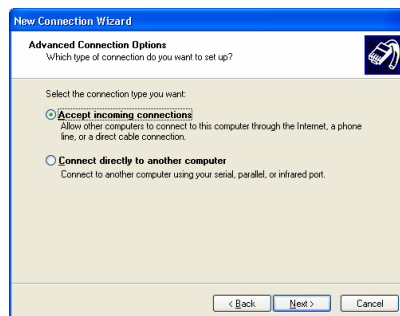 New Connection Wizard
Advanced Connection Options
Which type of connection do you want to set up?
Select the connection type you want:
Accept incoming connections
Allow other computers to connect to this computer through the Internet, a phone
line, or a direct cable connection.
Connect directly to another computer
Connect to another computer using your serial, parallel, or infrared port.
< Back
Next >
Cancel